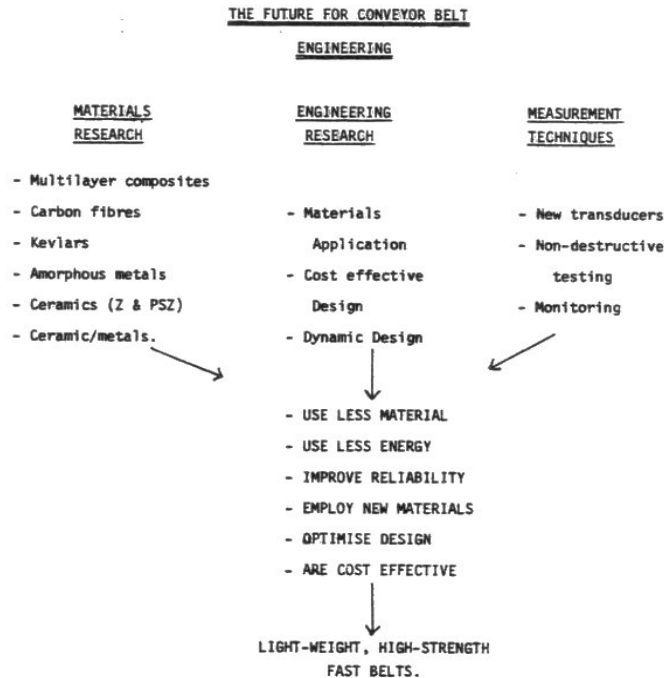 THE FUTURE FOR CONVEYOR BELT
ENGINEERING
MATERIALS
RESEARCH
- Multilayer composites
- Carbon fibres
- Kevlars
- Amorphous metals
- Ceramics (Z & PSZ)
- Ceramic/metals.
ENGINEERING
RESEARCH
- Materials
Application
- Cost effective
Design
- Dynamic Design
MEASUREMENT
TECHNIQUES
- New transducers
- Non-destructive
testing
- Monitoring
- USE LESS MATERIAL
- USE LESS ENERGY
- IMPROVE RELIABILITY
- EMPLOY NEW MATERIALS
- OPTIMISE DESIGN
- ARE COST EFFECTIVE
LIGHT-WEIGHT, HIGH-STRENGTH
FAST BELTS.